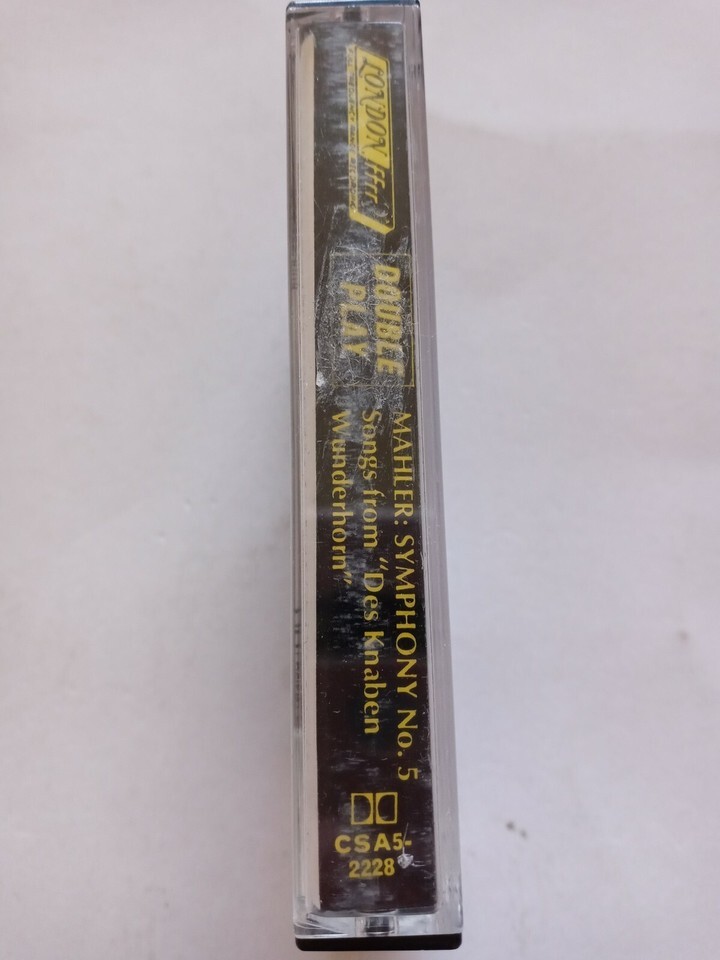 LONDON ffrr
DOUBLE
PLAY
MAHLER: SYMPHONY No. 5
Songs from "Des Knaben
Wunderhorn"
CSA5-
2228